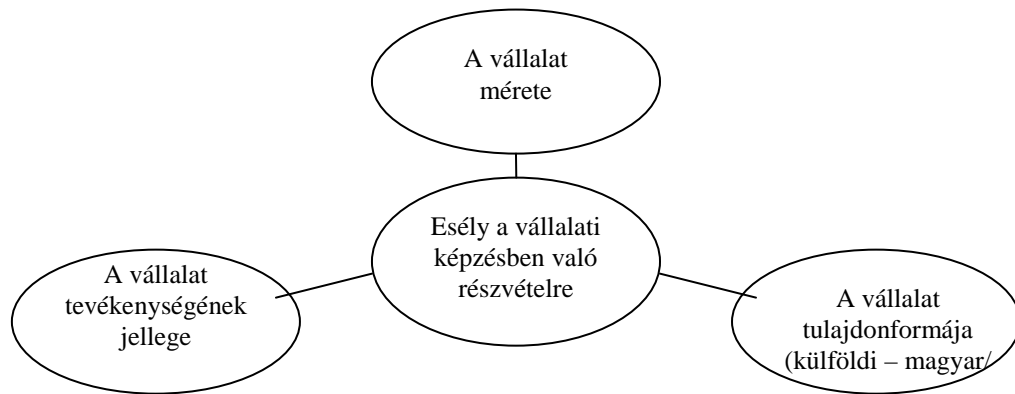 A vállalat
mérete
Esély a vállalati
képzésben való
részvételre
A vállalat
tevékenységének
jellege
A vállalat
tulajdonformája
(külföldi – magyar/